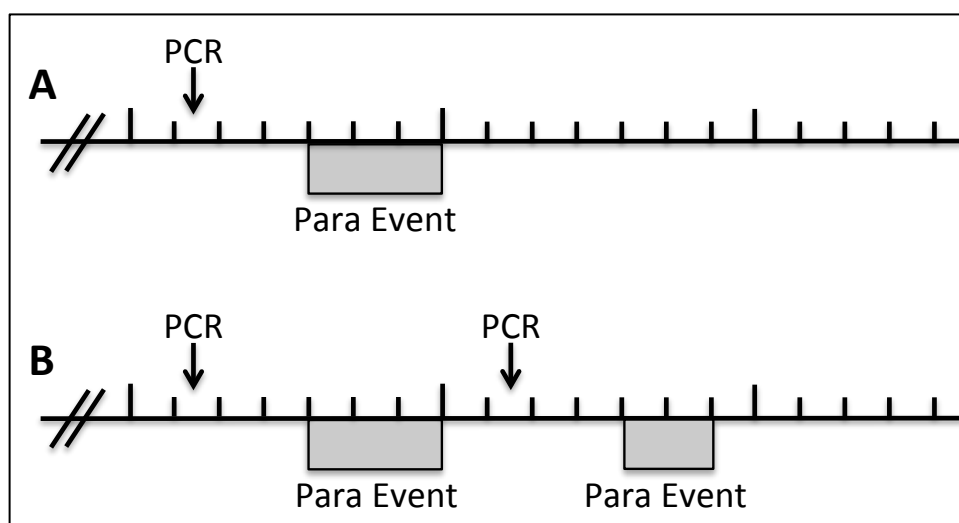 PCR
A
Para Event
PCR PCR
B
Para Event Para Event